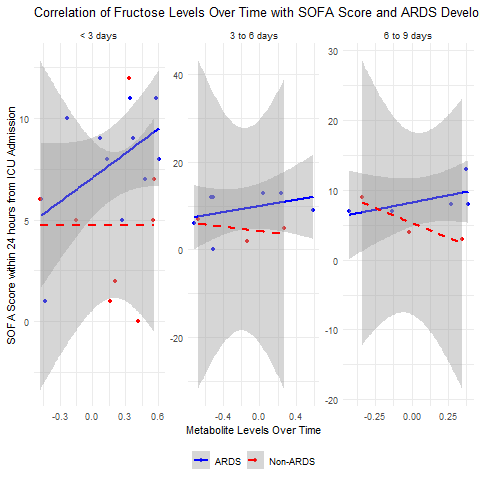 Correlation of Fructose Levels Over Time with SOFA Score and ARDS Develo
< 3 days
3 to 6 days
6 to 9 days
SOFA Score within 24 hours from ICU Admission
10
5
0
40
20
0
-20
30
20
10
0
-10
-20
-0.3 0.0 0.3 0.6
-0.4 0.0 0.4
-0.25 0.00 0.25
Metabolite Levels Over Time
ARDS Non-ARDS